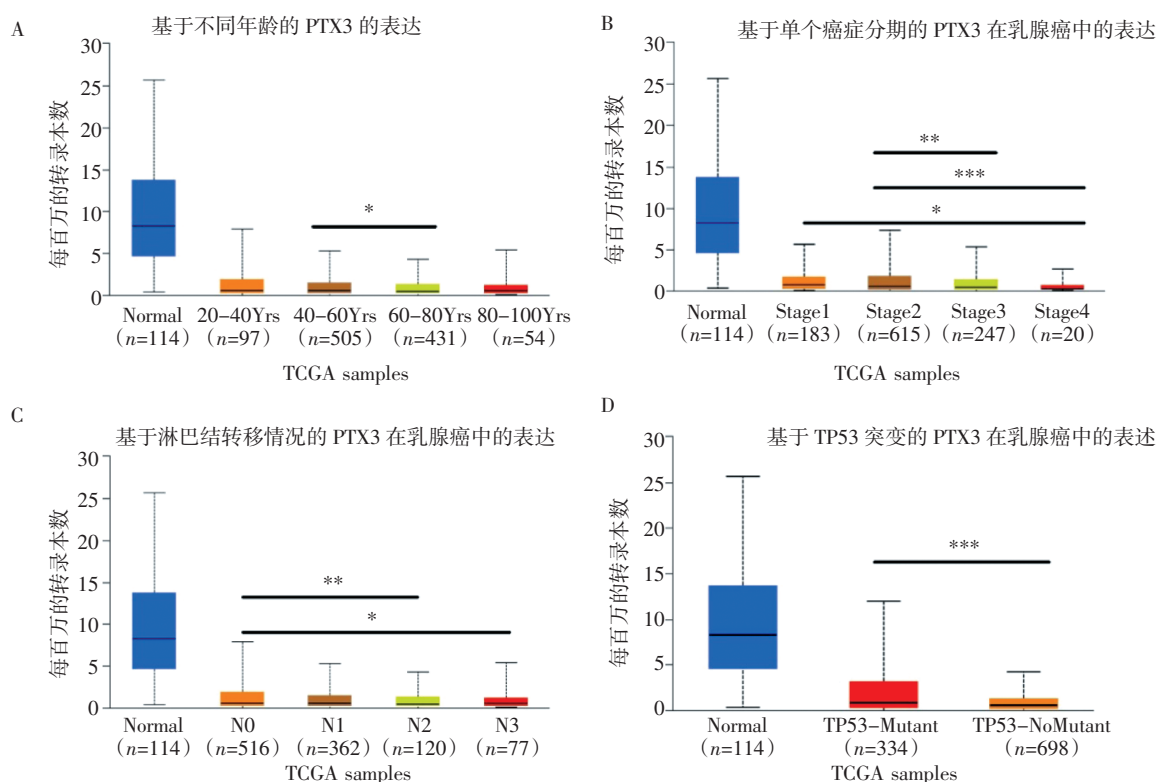 A
基于不同年龄的 PTX3 的表达
每百万的转录本数
30
25
20
15
10
5
0
*
Normal 20-40Yrs 40-60Yrs 60-80Yrs 80-100Yrs
(n=114) (n=97) (n=505) (n=431) (n=54)
TCGA samples
B
基于单个癌症分期的 PTX3 在乳腺癌中的表达
每百万的转录本数
30
25
20
15
10
5
0
**
***
*
Normal Stage1 Stage2 Stage3 Stage4
(n=114) (n=183) (n=615) (n=247) (n=20)
TCGA samples
C
基于淋巴结转移情况的 PTX3 在乳腺癌中的表达
每百万的转录本数
30
25
20
15
10
5
0
**
*
Normal N0 N1 N2 N3
(n=114) (n=516) (n=362) (n=120) (n=77)
TCGA samples
D
基于 TP53 突变的 PTX3 在乳腺癌中的表述
每百万的转录本数
30
25
20
15
10
5
0
***
Normal TP53-Mutant TP53-NoMutant
(n=114) (n=334) (n=698)
TCGA samples